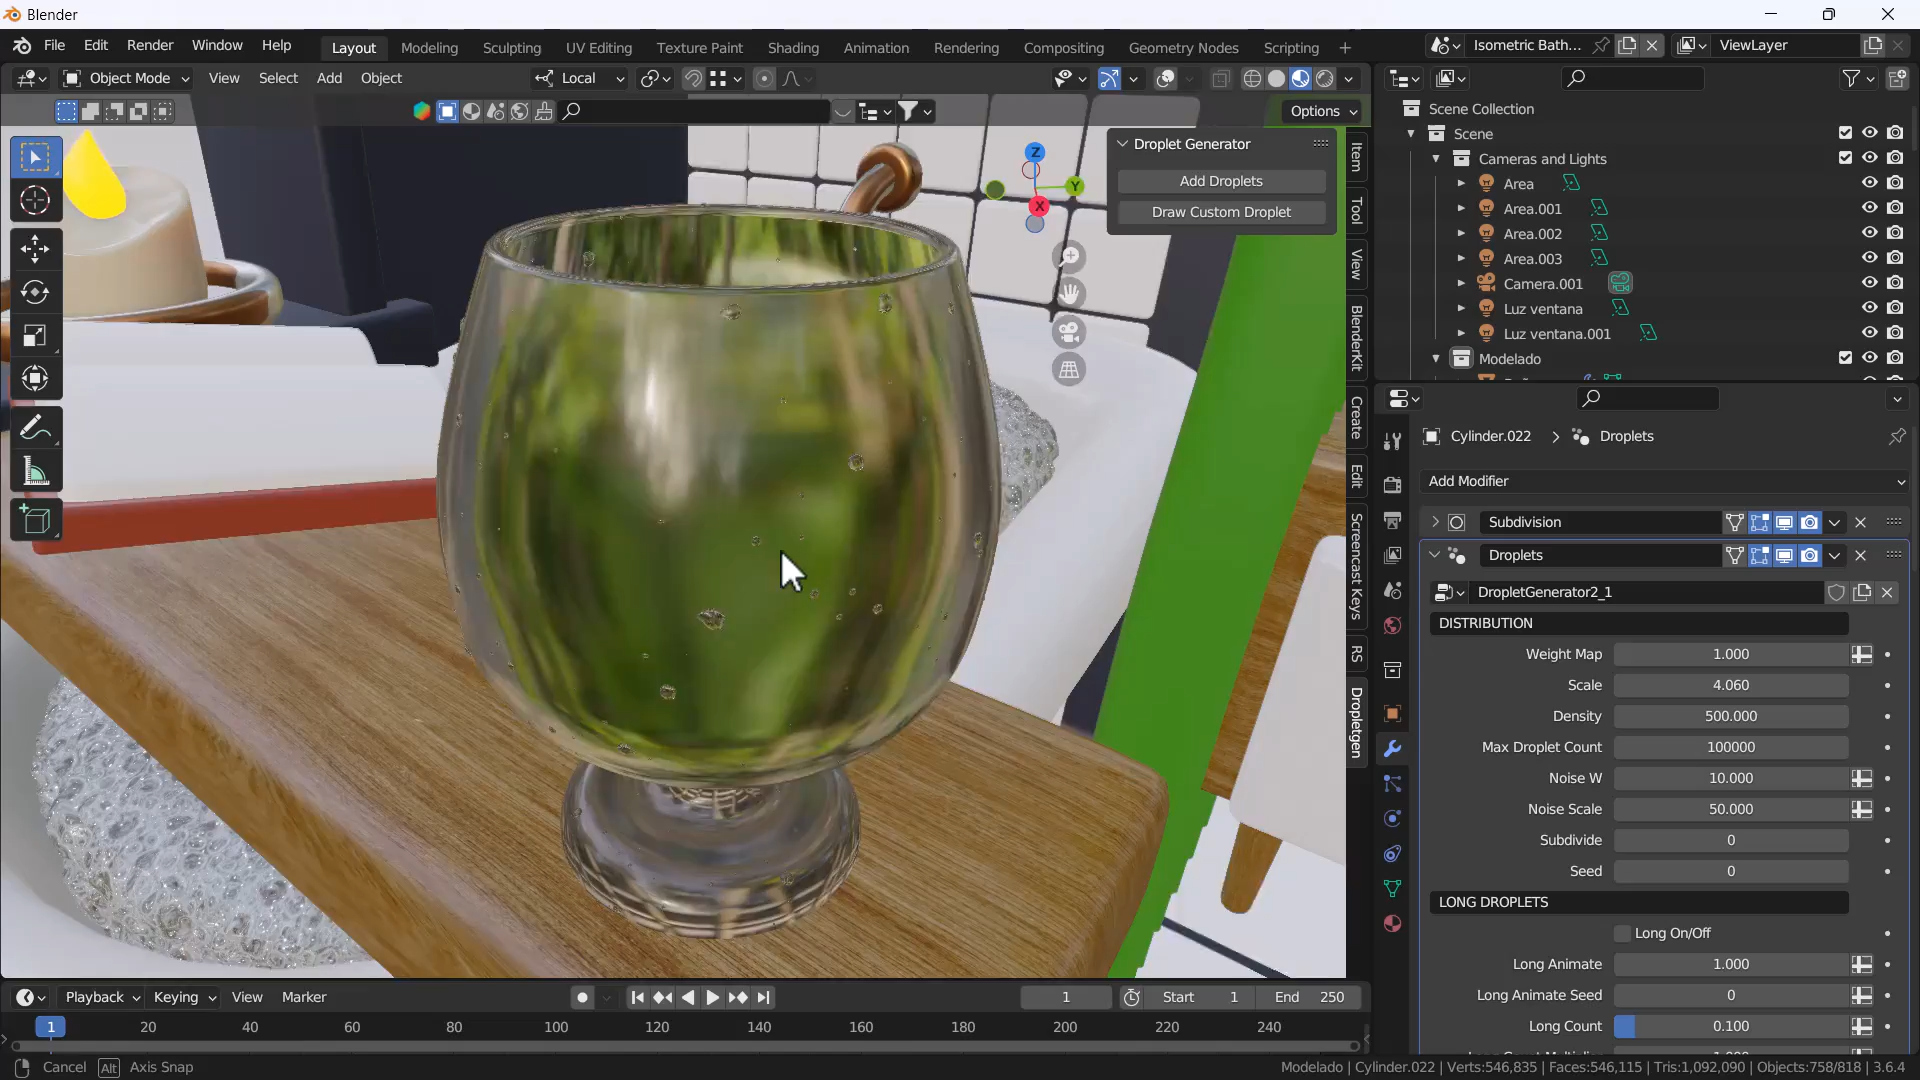 Blender
File Edit Render Window Help
Layout Modeling Sculpting UV Editing Texture Paint Shading Animation Rendering Compositing Geometry Nodes Scripting +
Isometric Bath... ViewLayer
Object Mode View Select Add Object Local
Options
Droplet Generator
Add Droplets
Draw Custom Droplet
Z
Y
X
Item
Tool
View
BlenderKit
Create
Edit
Screencast Keys
RS
Dropletgen
Scene Collection
Scene
Cameras and Lights
Area
Area.001
Area.002
Area.003
Camera.001
Luz ventana
Luz ventana.001
Modelado
Cylinder.022 > Droplets
Add Modifier
Subdivision
Droplets
DropletGenerator2_1
DISTRIBUTION
Weight Map 1.000
Scale 4.060
Density 500.000
Max Droplet Count 100000
Noise W 10.000
Noise Scale 50.000
Subdivide 0
Seed 0
LONG DROPLETS
Long On/Off
Long Animate 1.000
Long Animate Seed 0
Long Count 0.100
Playback Keying View Marker
1 Start 1 End 250
1 20 40 60 80 100 120 140 160 180 200 220 240
Cancel Alt Axis Snap
Modelado | Cylinder.022 | Verts:546,835 | Faces:546,115 | Tris:1,092,090 | Objects:758/818 | 3.6.4